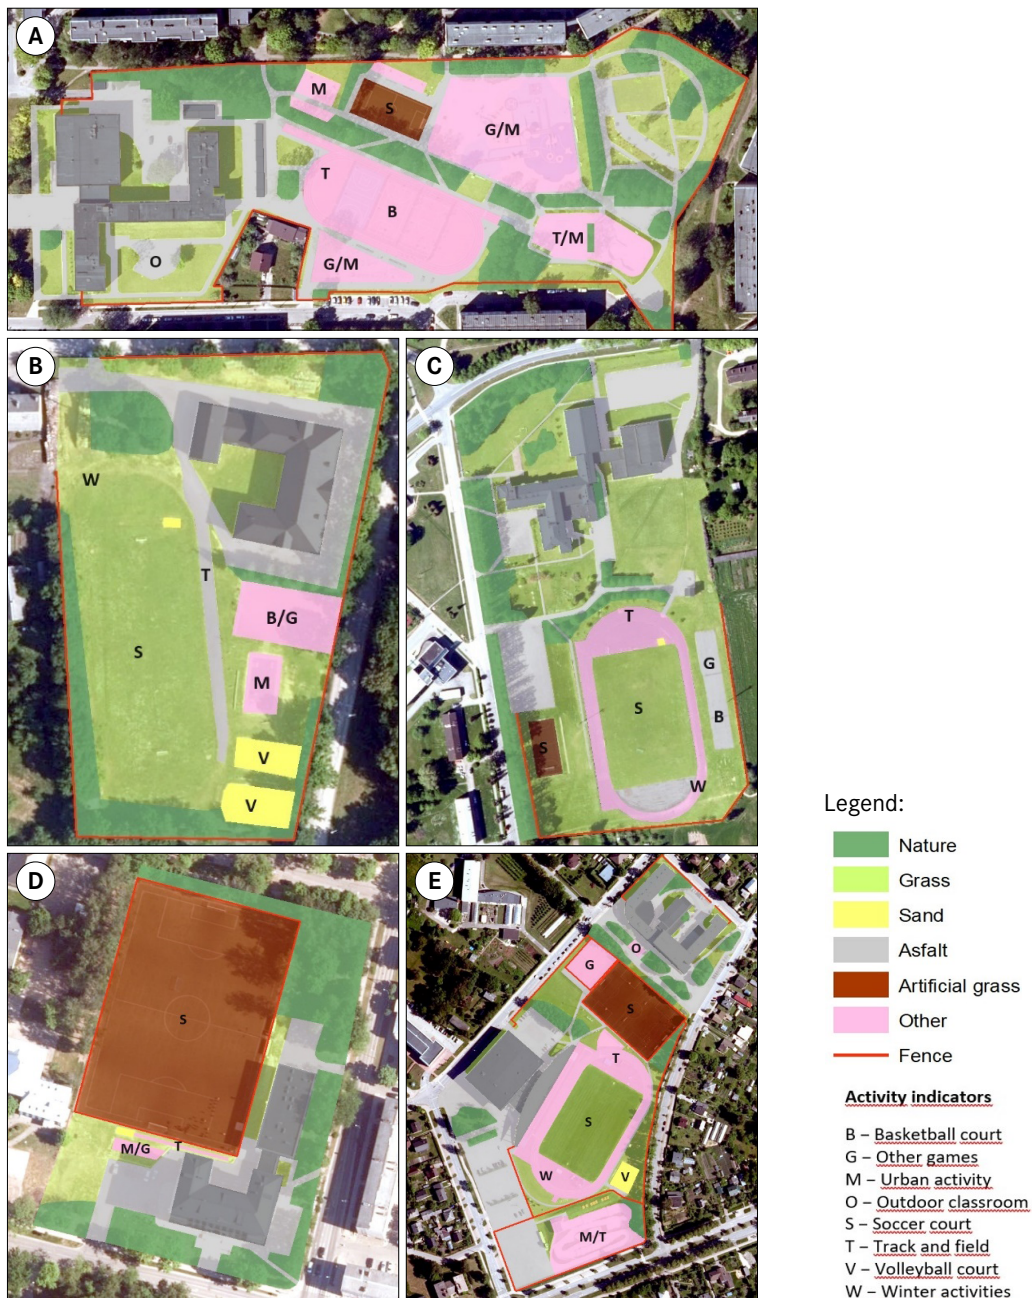 A
M
S
G/M
T
B
T/M
G/M
O
B
W
T
B/G
S
M
V
V
C
T
G
S
B
S
W
D
S
M/G
T
E
O
G
S
T
S
W
V
M/T
Legend:
Nature
Grass
Sand
Asfalt
Artificial grass
Other
Fence
Activity indicators
B – Basketball court
G – Other games
M – Urban activity
O – Outdoor classroom
S – Soccer court
T – Track and field
V – Volleyball court
W – Winter activities